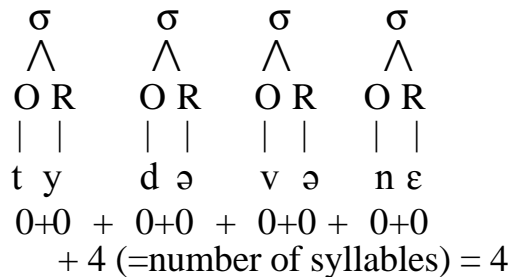 σ σ σ σ
O R O R O R O R
t y d ə v ə n ɛ
0+0 + 0+0 + 0+0 + 0+0
+ 4 (=number of syllables) = 4